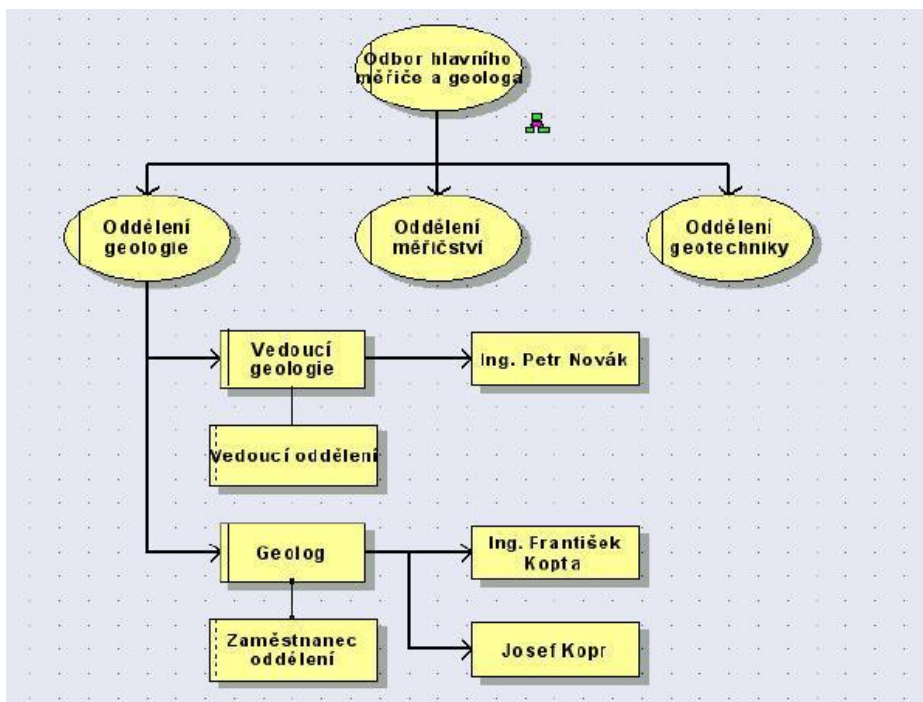 Odbor hlavního
měřiče a geologa
Oddělení
geologie
Oddělení
měřičství
Oddělení
geotechniky
Vedoucí
geologie
Ing. Petr Novák
Vedoucí oddělení
Geolog
Ing. František
Kopta
Zaměstnanec
oddělení
Josef Kopr